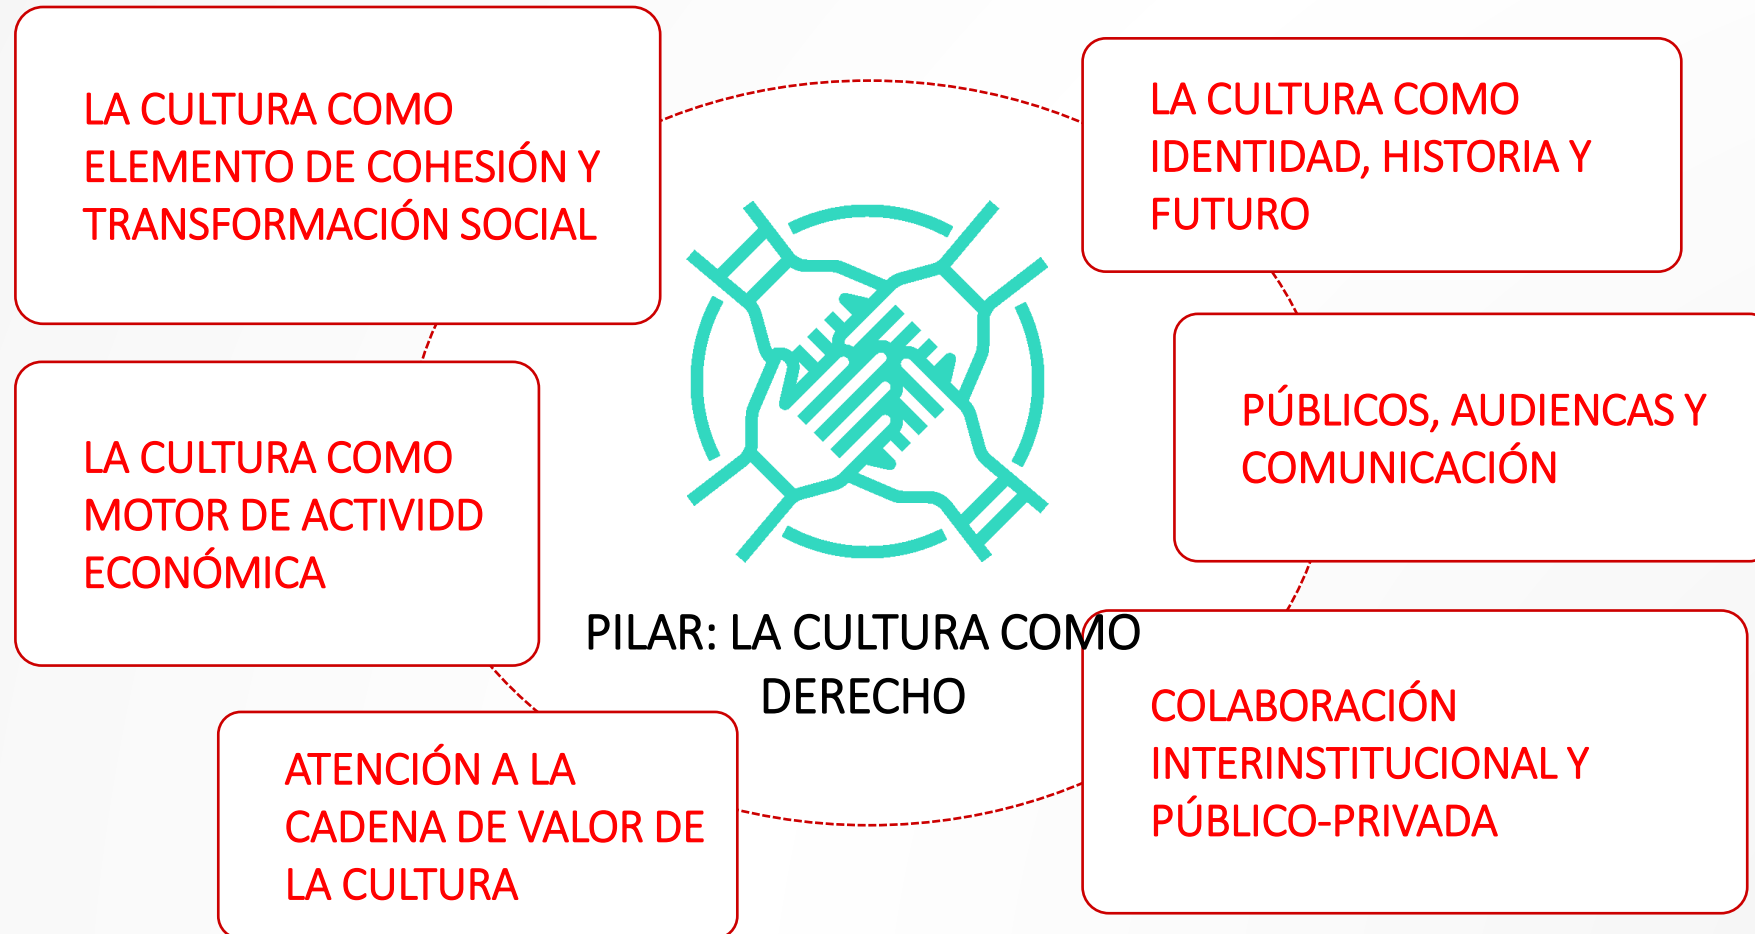 LA CULTURA COMO
ELEMENTO DE COHESIÓN Y
TRANSFORMACIÓN SOCIAL
LA CULTURA COMO
IDENTIDAD, HISTORIA Y
FUTURO
LA CULTURA COMO
MOTOR DE ACTIVIDD
ECONÓMICA
PÚBLICOS, AUDIENCAS Y
COMUNICACIÓN
PILAR: LA CULTURA COMO
DERECHO
ATENCIÓN A LA
CADENA DE VALOR DE
LA CULTURA
COLABORACIÓN
INTERINSTITUCIONAL Y
PÚBLICO-PRIVADA